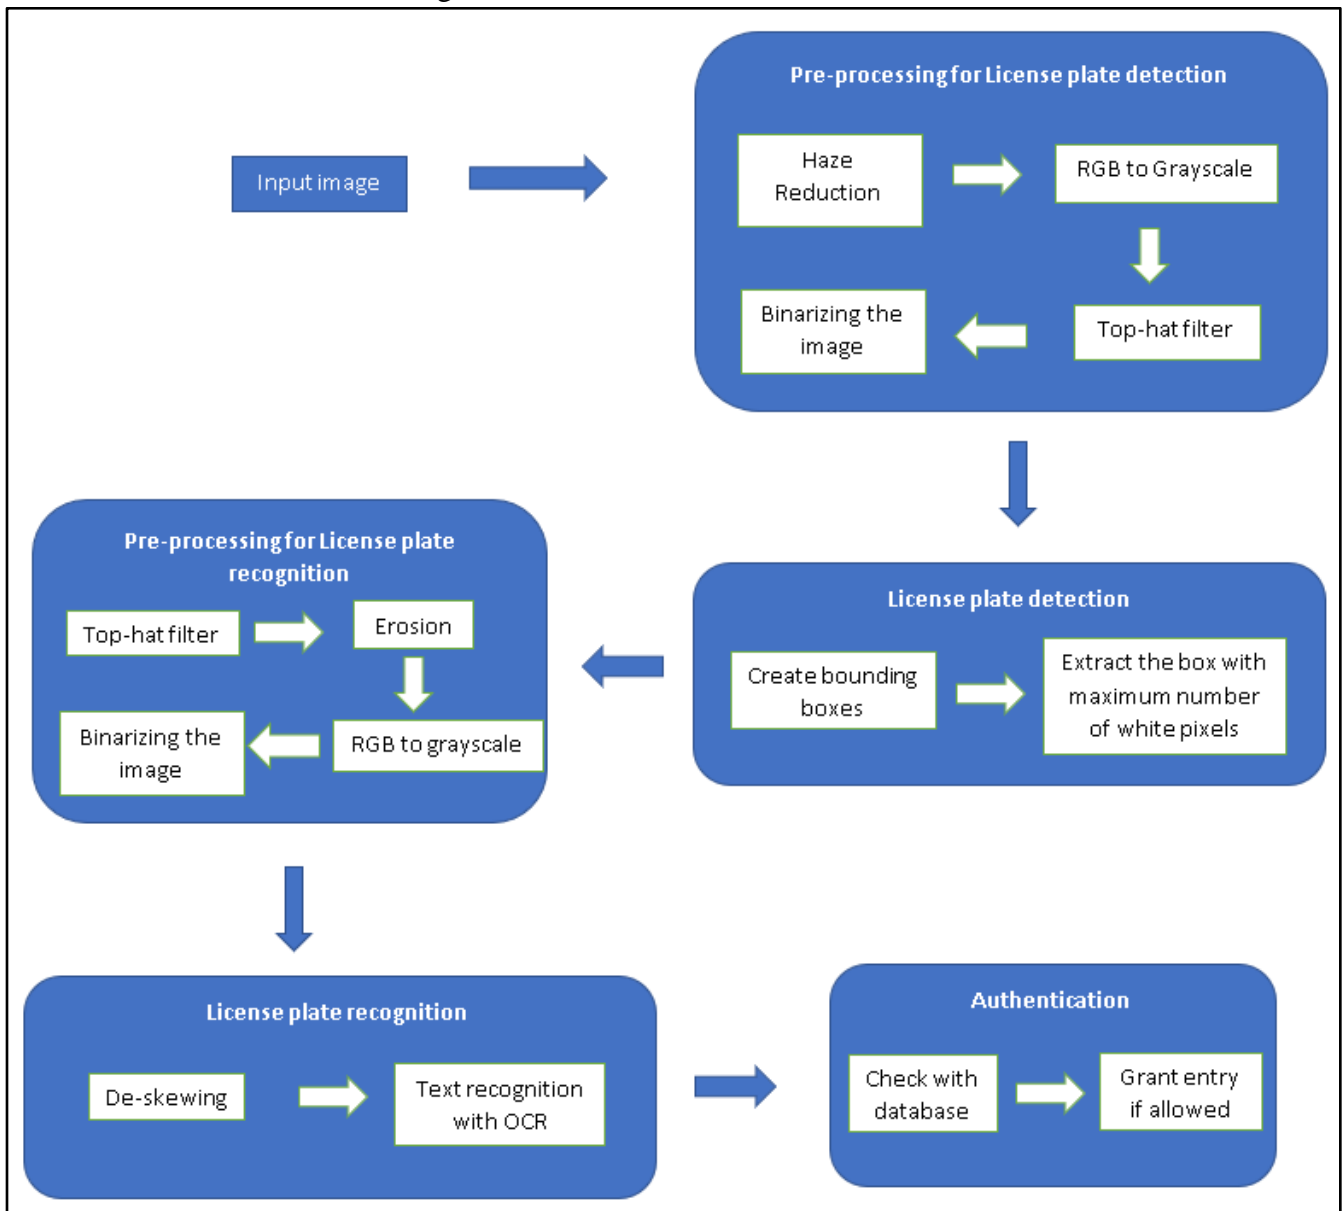 Pre-processing for License plate detection
Input image
Haze
Reduction
RGB to Grayscale
Top-hat filter
Binarizing the
image
License plate detection
Create bounding
boxes
Extract the box with
maximum number
of white pixels
Pre-processing for License plate
recognition
Top-hat filter
Erosion
RGB to grayscale
Binarizing the
image
License plate recognition
De-skewing
Text recognition
with OCR
Authentication
Check with
database
Grant entry
if allowed